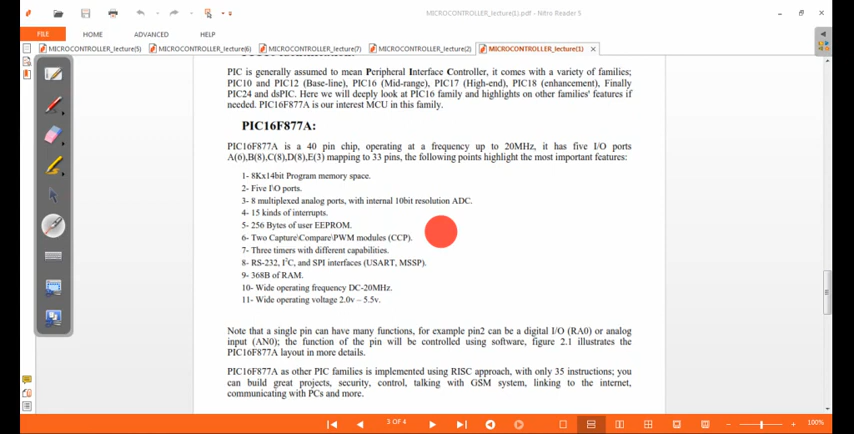 MICROCONTROLLER_lecture(L).pdf - Nitro Reader 5
FILE HOME ADVANCED HELP
MICROCONTROLLER_lecture(5) MICROCONTROLLER_lecture(6) MICROCONTROLLER_lecture(7) MICROCONTROLLER_lecture(2) MICROCONTROLLER_lecture(1)
PIC is generally assumed to mean Peripheral Interface Controller, it comes with a variety of families;
PIC10 and PIC12 (Base-line), PIC16 (Mid-range), PIC17 (High-end), PIC18 (enhancement), Finally
PIC24 and dsPIC. Here we will deeply look at PIC16 family and highlights on other families' features if
needed. PIC16F877A is our interest MCU in this family.
PIC16F877A:
PIC16F877A is a 40 pin chip, operating at a frequency up to 20MHz, it has five I/O ports
A(6),B(8),C(8),D(8),E(3) mapping to 33 pins, the following points highlight the most important features:
1- 8Kx14bit Program memory space.
2- Five I\O ports.
3- 8 multiplexed analog ports, with internal 10bit resolution ADC.
4- 15 kinds of interrupts.
5- 256 Bytes of user EEPROM.
6- Two Capture\Compare\PWM modules (CCP).
7- Three timers with different capabilities.
8- RS-232, I²C, and SPI interfaces (USART, MSSP).
9- 368B of RAM.
10- Wide operating frequency DC-20MHz.
11- Wide operating voltage 2.0v – 5.5v.
Note that a single pin can have many functions, for example pin2 can be a digital I/O (RA0) or analog
input (AN0); the function of the pin will be controlled using software, figure 2.1 illustrates the
PIC16F877A layout in more details.
PIC16F877A as other PIC families is implemented using RISC approach, with only 35 instructions; you
can build great projects, security, control, talking with GSM system, linking to the internet,
communicating with PCs and more.
3 OF 4
100%